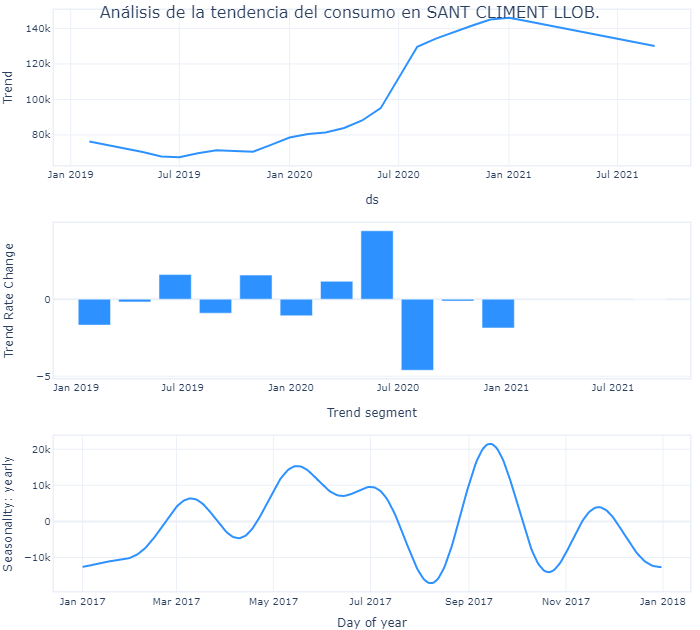 Análisis de la tendencia del consumo en SANT CLIMENT LLOB.
140k
120k
100k
80k
Trend
Jan 2019 Jul 2019 Jan 2020 Jul 2020 Jan 2021 Jul 2021
ds
0
−5
Trend Rate Change
Jan 2019 Jul 2019 Jan 2020 Jul 2020 Jan 2021 Jul 2021
Trend segment
20k
10k
0
−10k
Seasonality: yearly
Jan 2017 Mar 2017 May 2017 Jul 2017 Sep 2017 Nov 2017 Jan 2018
Day of year